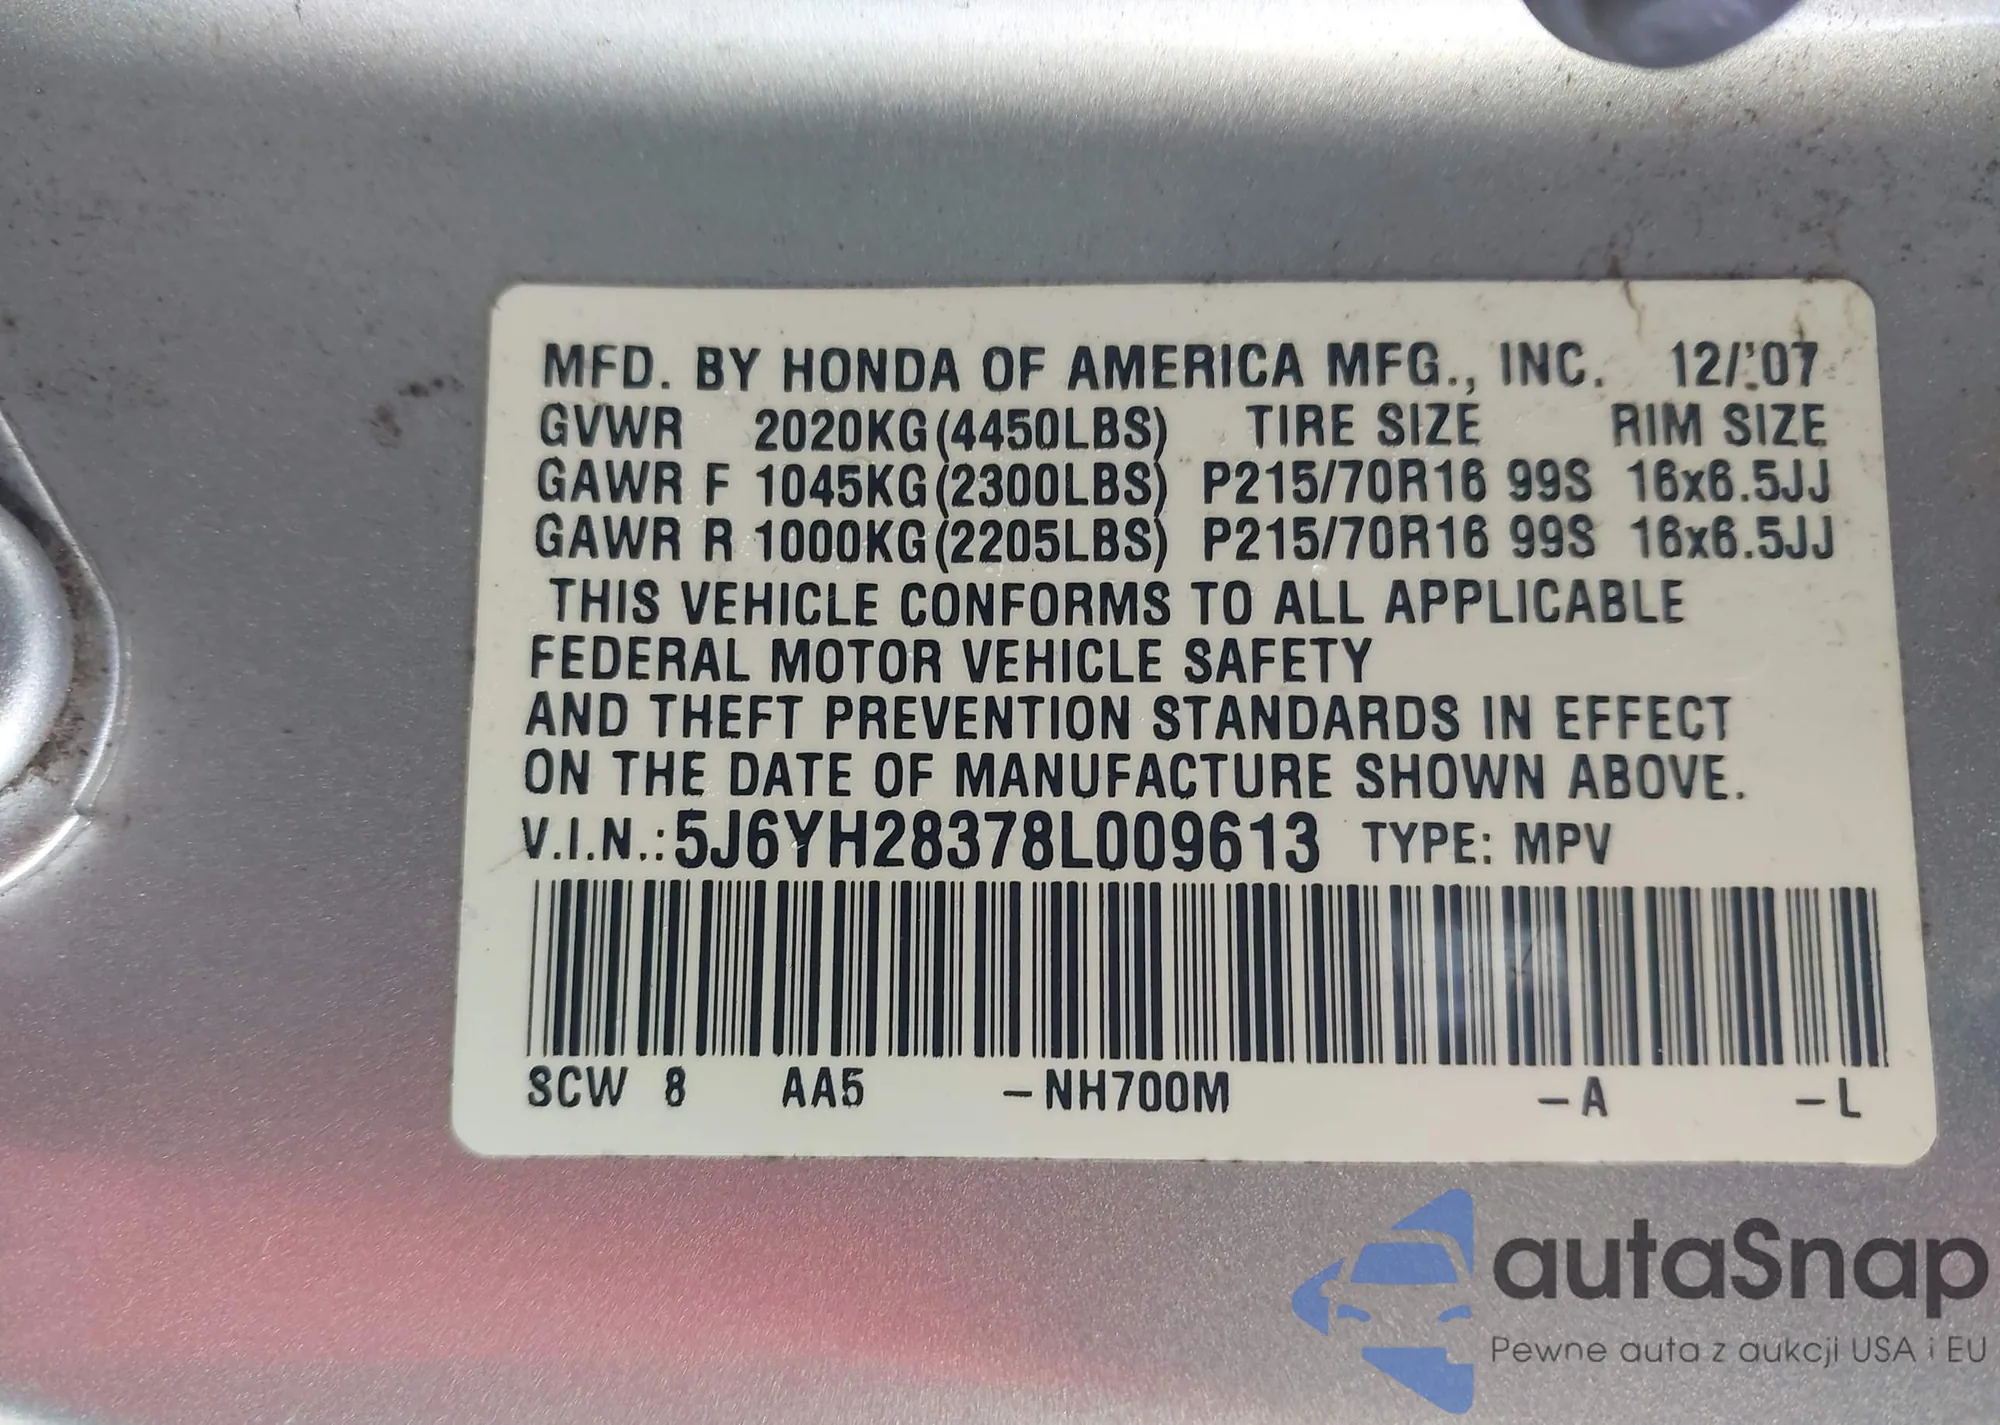 MFD. BY HONDA OF AMERICA MFG., INC. 12/'07
GVWR 2020KG(4450LBS) TIRE SIZE RIM SIZE
GAWR F 1045KG(2300LBS) P215/70R16 99S 16x6.5JJ
GAWR R 1000KG(2205LBS) P215/70R16 99S 16x6.5JJ
THIS VEHICLE CONFORMS TO ALL APPLICABLE
FEDERAL MOTOR VEHICLE SAFETY
AND THEFT PREVENTION STANDARDS IN EFFECT
ON THE DATE OF MANUFACTURE SHOWN ABOVE.
V.I.N.: 5J6YH28378L009613 TYPE: MPV
SCW 8 AA5 -NH700M -A -L
autaSnap
Pewne auta z aukcji USA i EU